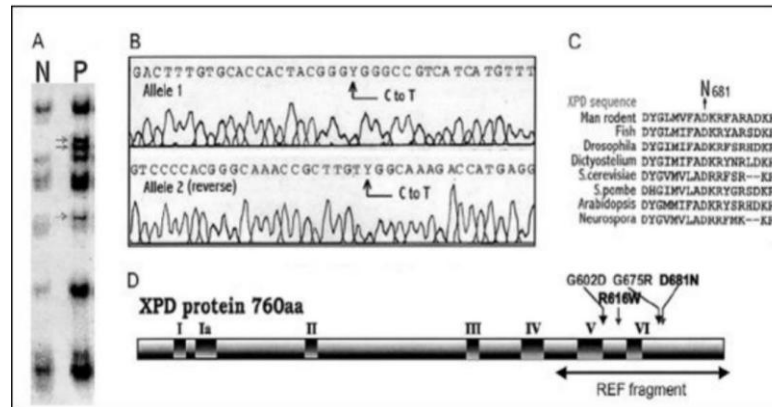 A
N P
B
GACTTTGTGCACCACTACGGGYGGGCCGTCATCATGTTT
Allele 1
C to T
GTCCCCACGGGCAAACCGCTTGTYGGCAAAGACCATGAGG
Allele 2 (reverse)
C to T
C
N681
XPD sequence
Man rodent DYGLMVFADKRFARADKR
Fish DYGLMIFADKRYARSDKR
Drosophila DYGIMIFADKRFSRHDKR
Dictyostelium DYGIMIFADKRYNRLDKR
S.cerevisiae DYGVMVLADRRFSR--KR
S.pombe DHGIMVLADKRYGRSDKR
Arabidopsis DYGMMIFADKRYSRHDKR
Neurospora DYGVMVLADRRFMK--KR
D
XPD protein 760aa
G602D G675R D681N
R616W
I Ia II III IV V VI
REF fragment